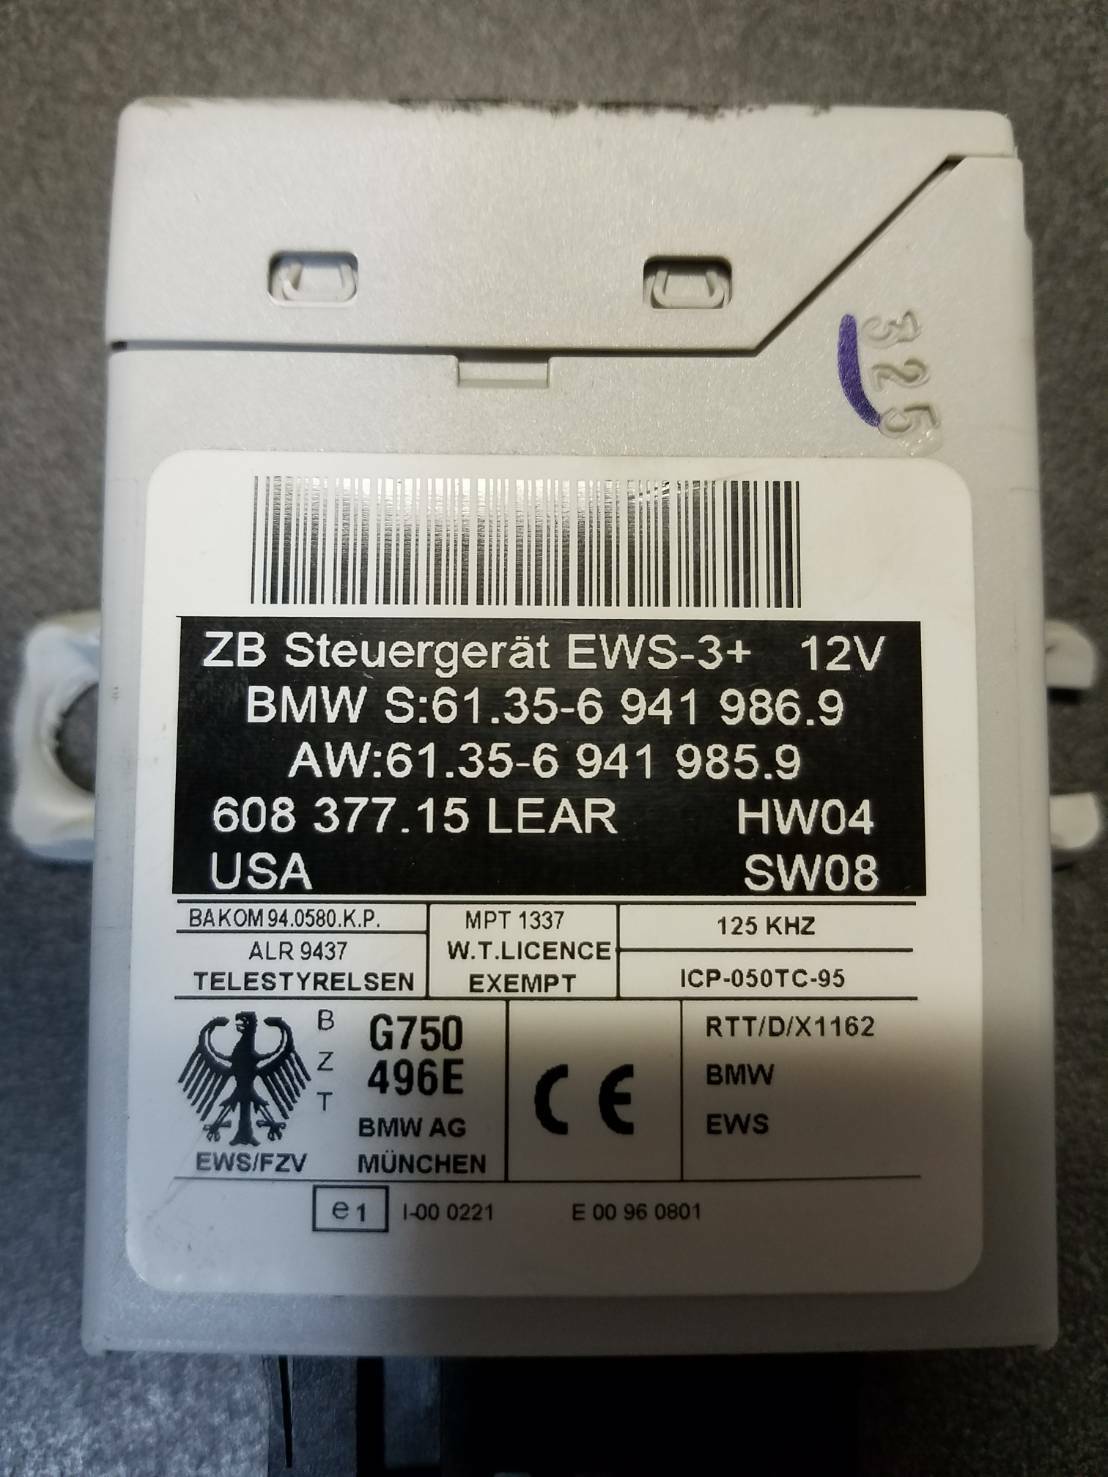 325
ZB Steuergerät EWS-3+ 12V
BMW S:61.35-6 941 986.9
AW:61.35-6 941 985.9
608 377.15 LEAR HW04
USA SW08
BAKOM 94.0580.K.P.
ALR 9437
TELESTYRELSEN
MPT 1337
W.T.LICENCE
EXEMPT
125 KHZ
ICP-050TC-95
BZT
G750
496E
BMW AG
EWS/FZV MÜNCHEN
CE
RTT/D/X1162
BMW
EWS
e1 I-00 0221 E 00 96 0801